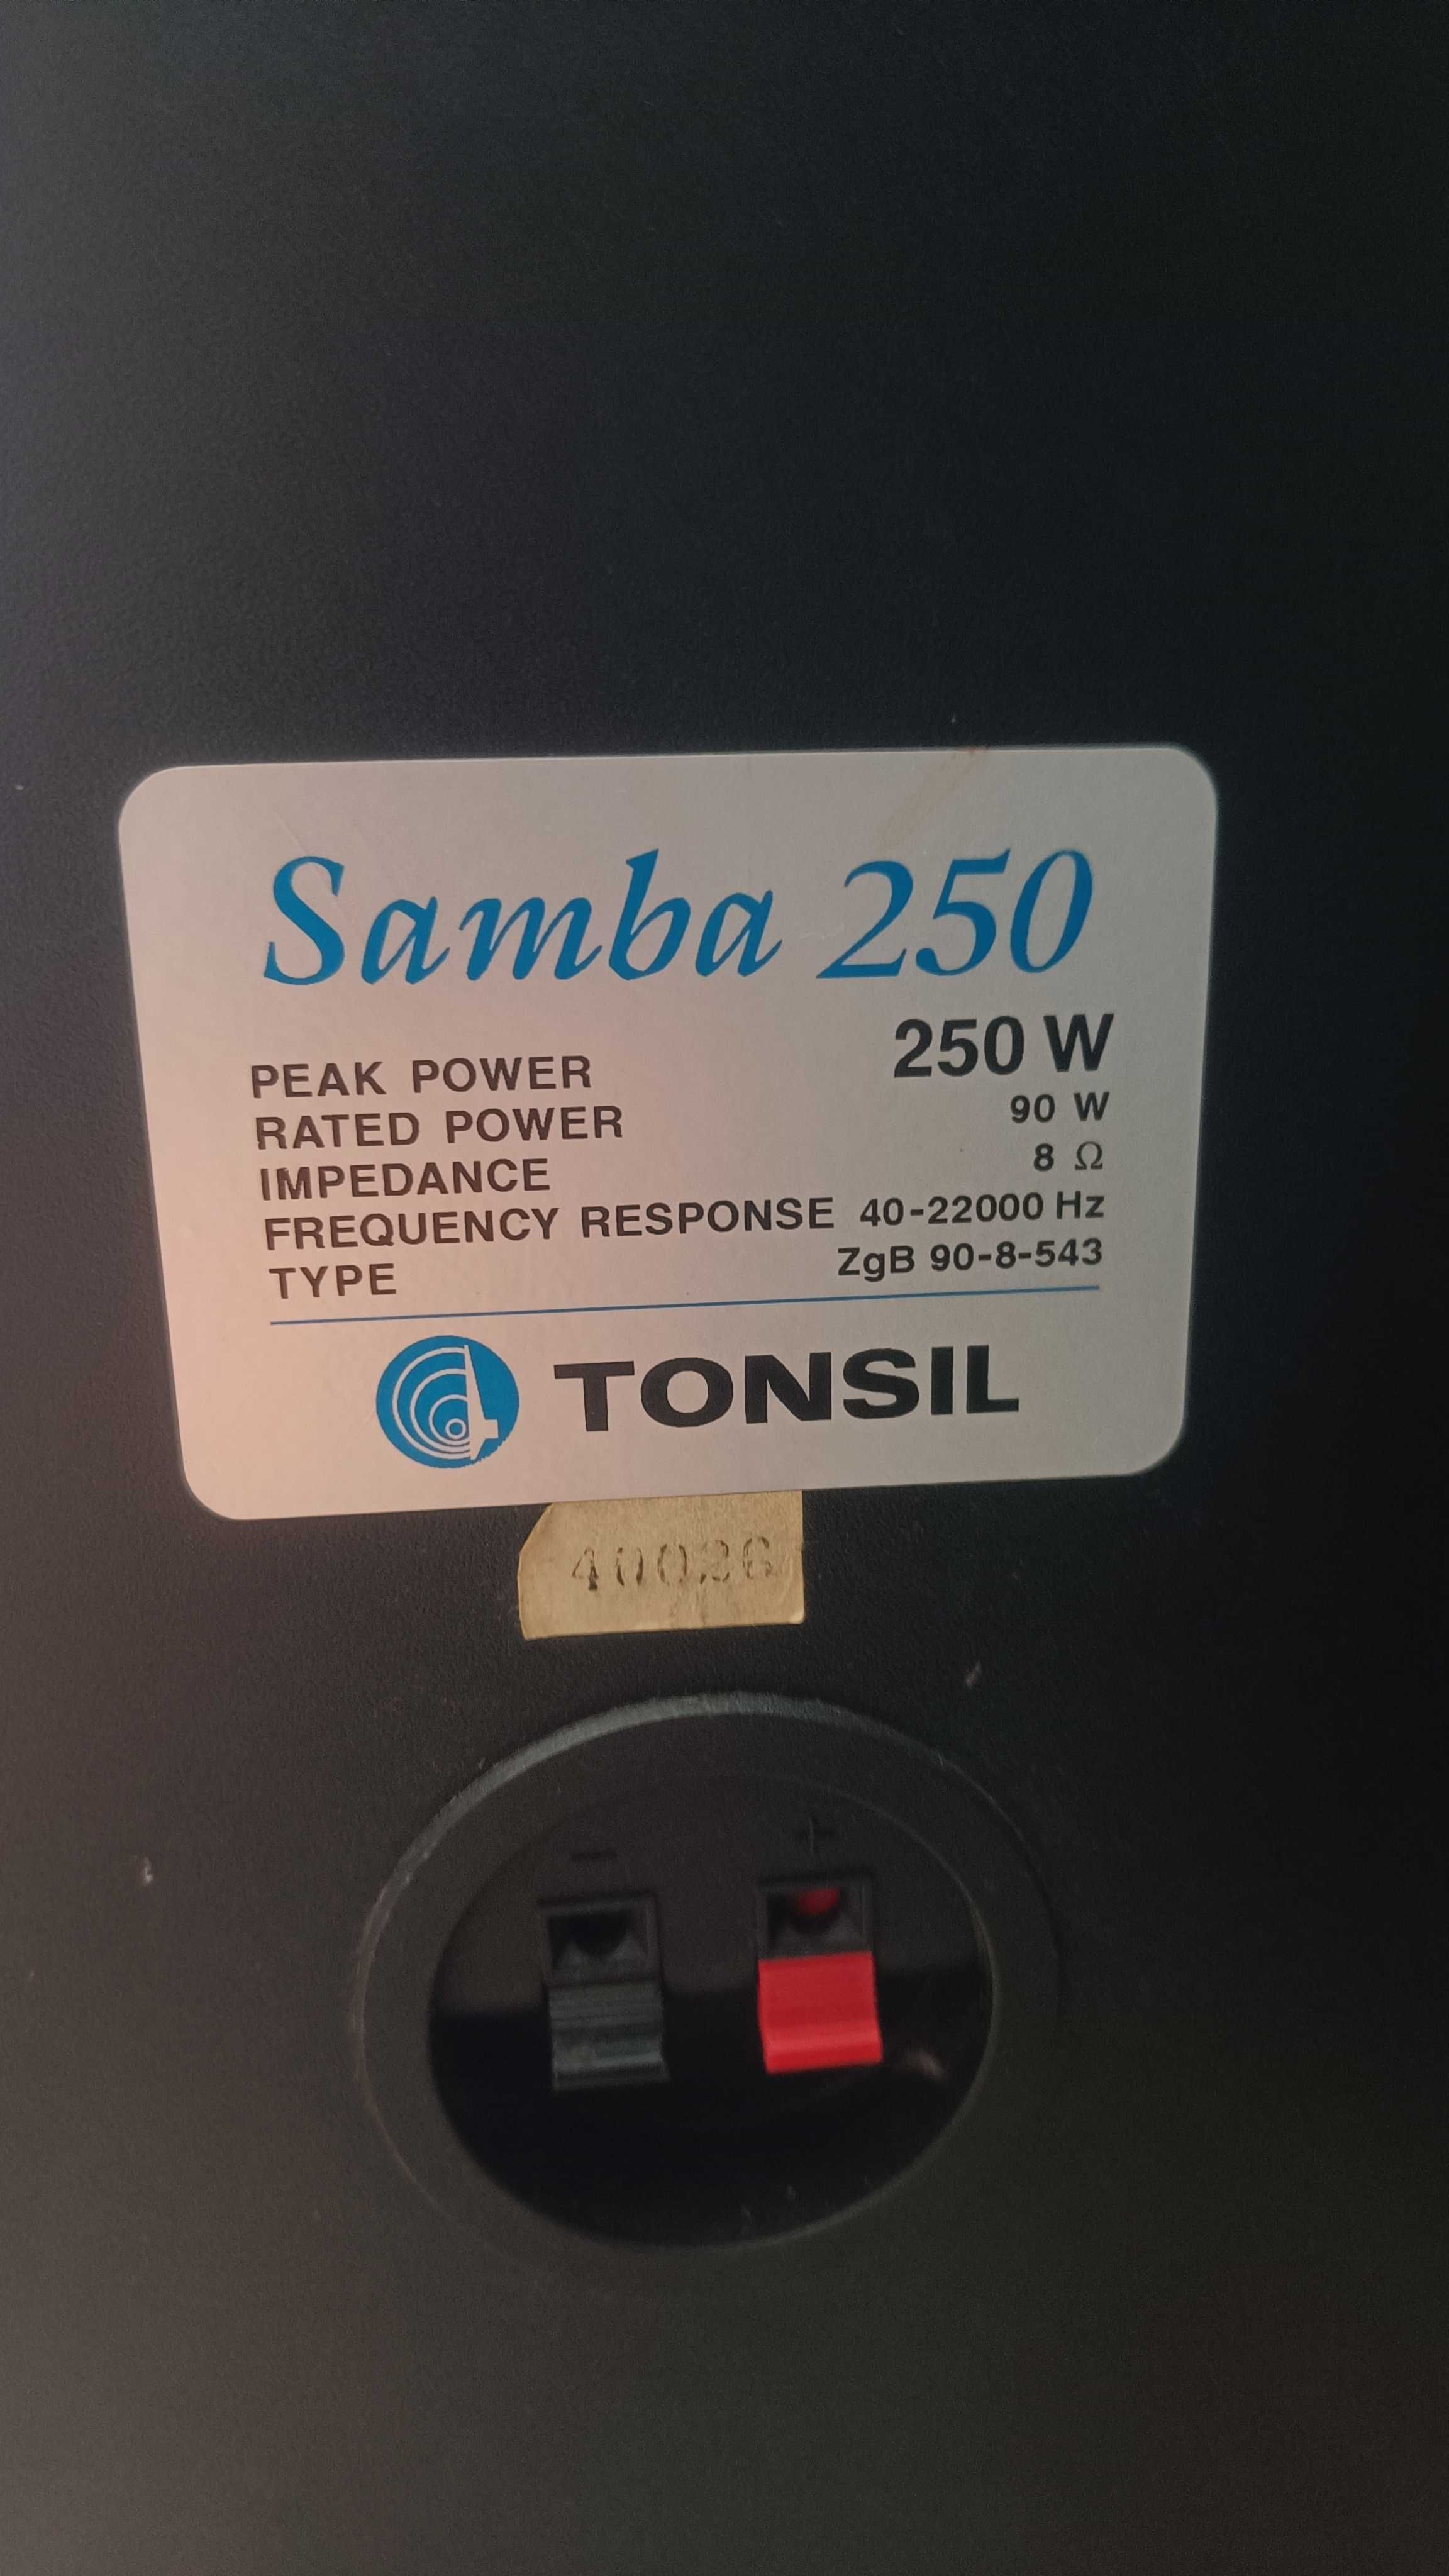 Samba 250
PEAK POWER 250 W
RATED POWER 90 W
IMPEDANCE 8 Ω
FREQUENCY RESPONSE 40-22000 Hz
TYPE ZgB 90-8-543
TONSIL
40026
- +